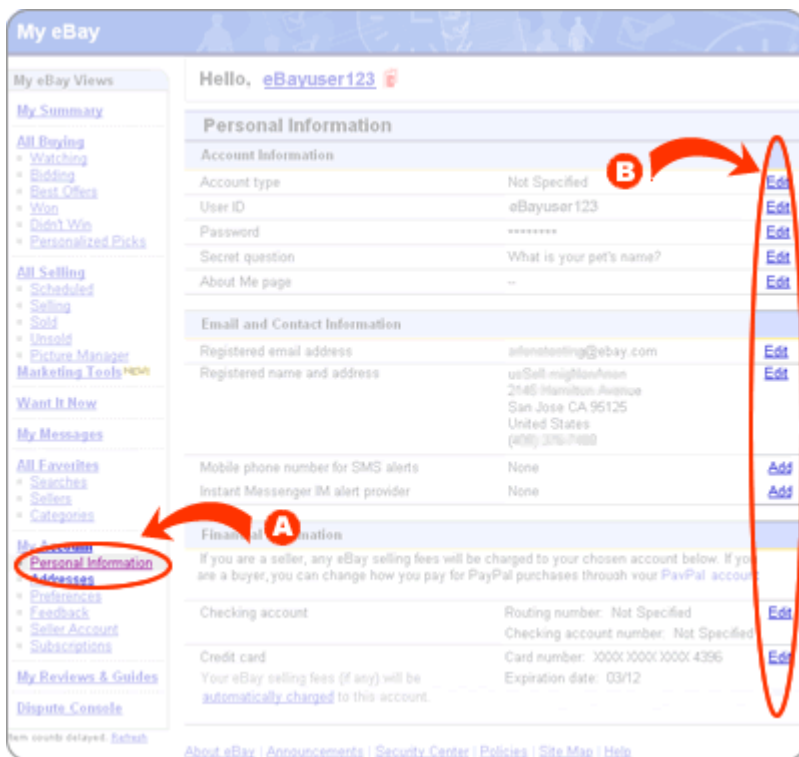 My eBay
My eBay Views
My Summary
All Buying
Watching
Bidding
Best Offers
Won
Didn't Win
Personalized Picks
All Selling
Scheduled
Selling
Sold
Unsold
Picture Manager
Marketing Tools NEW!
Want It Now
My Messages
All Favorites
Searches
Sellers
Categories
My Account
Personal Information
Addresses
Preferences
Feedback
Seller Account
Subscriptions
My Reviews & Guides
Dispute Console
Item counts delayed. Refresh
A
Hello, eBayuser123
Personal Information
Account Information
B
Account type Not Specified Edit
User ID eBayuser123 Edit
Password •••••••• Edit
Secret question What is your pet's name? Edit
About Me page -- Edit
Email and Contact Information
Registered email address @ebay.com Edit
Registered name and address Edit
2145 Hamilton Avenue
San Jose CA 95125
United States
Mobile phone number for SMS alerts None Add
Instant Messenger IM alert provider None Add
Financial Information
If you are a seller, any eBay selling fees will be charged to your chosen account below. If you
are a buyer, you can change how you pay for PayPal purchases through your PayPal account
Checking account Routing number: Not Specified Edit
Checking account number: Not Specified
Credit card Card number: XXXX XXXX XXXX 4396 Edit
Your eBay selling fees (if any) will be Expiration date: 03/12
automatically charged to this account.
About eBay | Announcements | Security Center | Policies | Site Map | Help